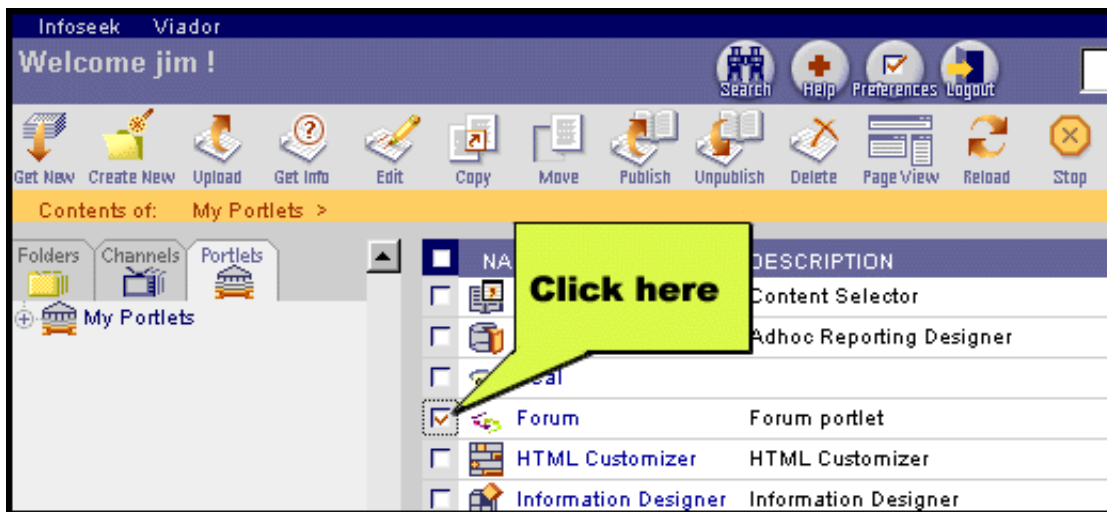 Infoseek Viador
Welcome jim !
Search Help Preferences Logout
Get New Create New Upload Get Info Edit Copy Move Publish Unpublish Delete Page View Reload Stop
Contents of: My Portlets >
Folders Channels Portlets
NA DESCRIPTION
Click here
Content Selector
My Portlets
Adhoc Reporting Designer
Forum Forum portlet
HTML Customizer HTML Customizer
Information Designer Information Designer